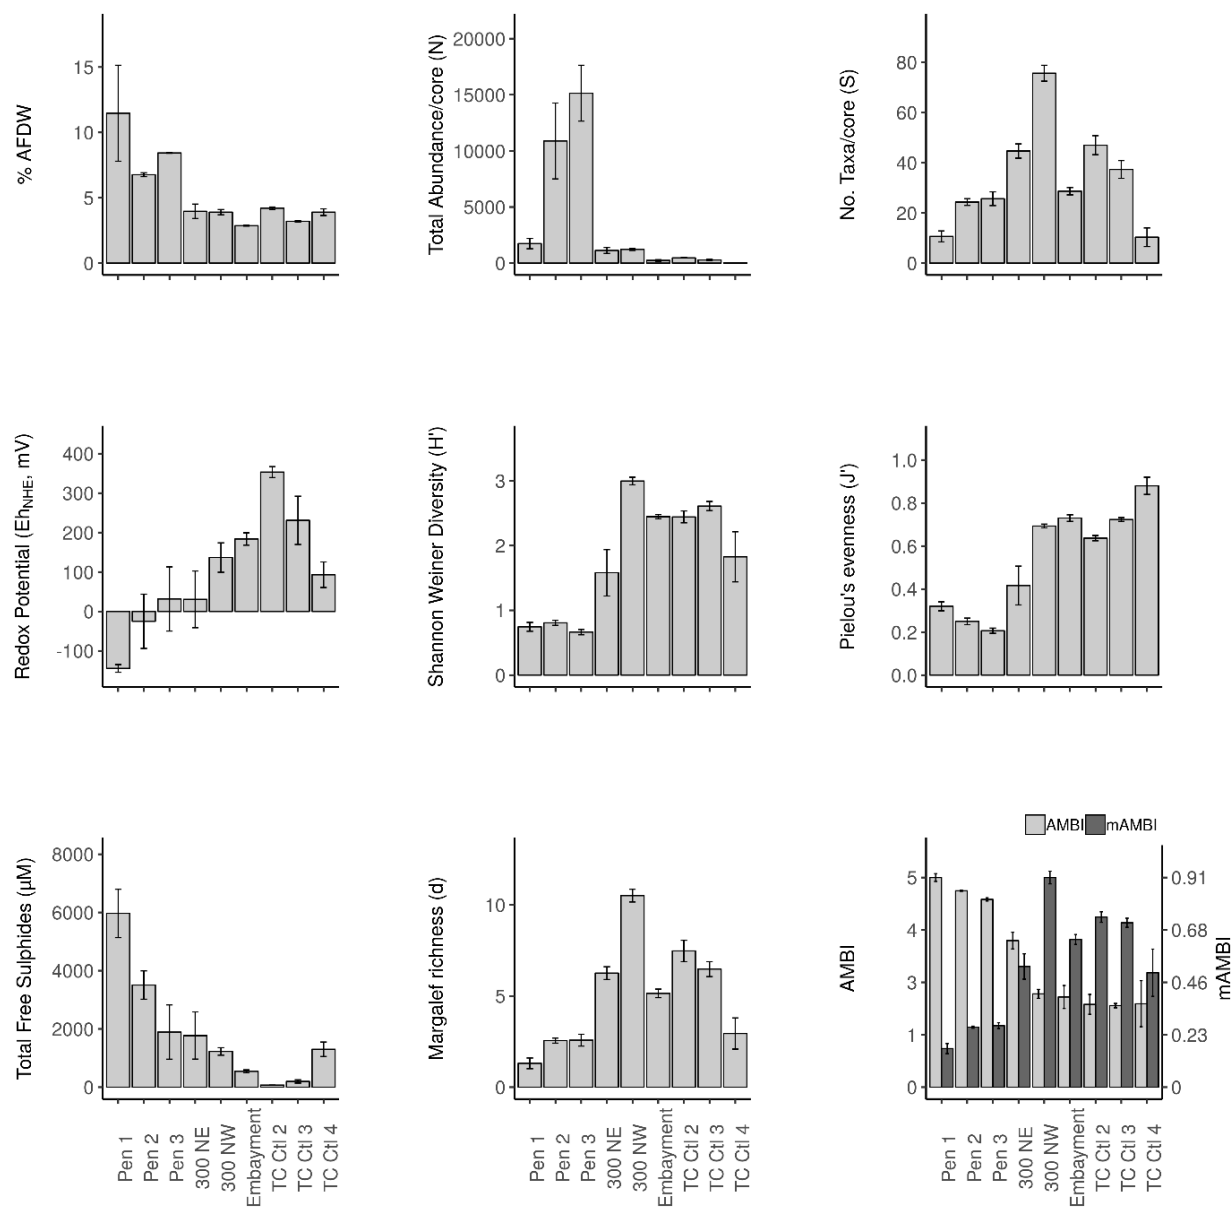 % AFDW
15
10
5
0
Total Abundance/core (N)
20000
15000
10000
5000
0
No. Taxa/core (S)
80
60
40
20
0
Redox Potential (EhNHE, mV)
400
300
200
100
0
-100
Shannon Weiner Diversity (H')
3
2
1
0
Pielou's evenness (J')
1.0
0.8
0.6
0.4
0.2
0.0
Total Free Sulphides (µM)
8000
6000
4000
2000
0
Pen 1
Pen 2
Pen 3
300 NE
300 NW
Embayment
TC Ctl 2
TC Ctl 3
TC Ctl 4
Margalef richness (d)
10
5
0
Pen 1
Pen 2
Pen 3
300 NE
300 NW
Embayment
TC Ctl 2
TC Ctl 3
TC Ctl 4
AMBI mAMBI
AMBI
5
4
3
1
0
0.91
0.68
0.46
0.23
0
mAMBI
Pen 1
Pen 2
Pen 3
300 NE
300 NW
Embayment
TC Ctl 2
TC Ctl 3
TC Ctl 4